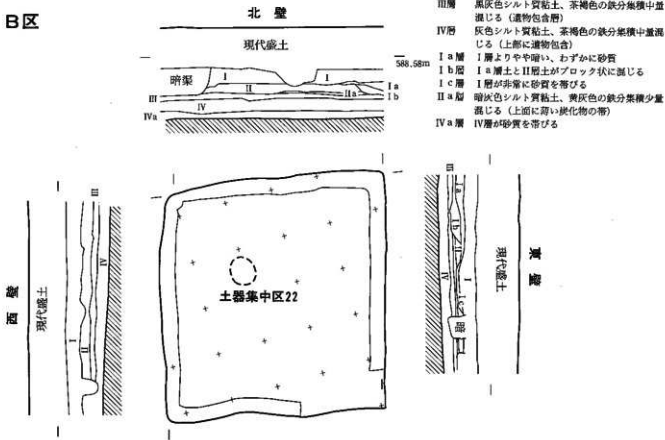 B区
北壁
現代盛土
588.58m
暗渠
I
I
II
IIa
Ia
Ib
III
IV
IVa
III層 黒灰色シルト質粘土、茶褐色の鉄分集積中量
混じる（遺物包含層）
IV層 灰色シルト質粘土、茶褐色の鉄分集積中量混
じる（上部に遺物包含）
Ia層 I層よりやや暗い、わずかに砂質
Ib層 Ia層土とII層土がブロック状に混じる
Ic層 I層が非常に砂質を帯びる
IIa層 暗灰色シルト質粘土、黄灰色の鉄分集積少量
混じる（上面に薄い炭化物の帯）
IVa層 IV層が砂質を帯びる
西壁
現代盛土
I
II
III
IV
土器集中区22
III
Ia
Ib
II
IV
I
Ic
暗
現代盛土
東壁